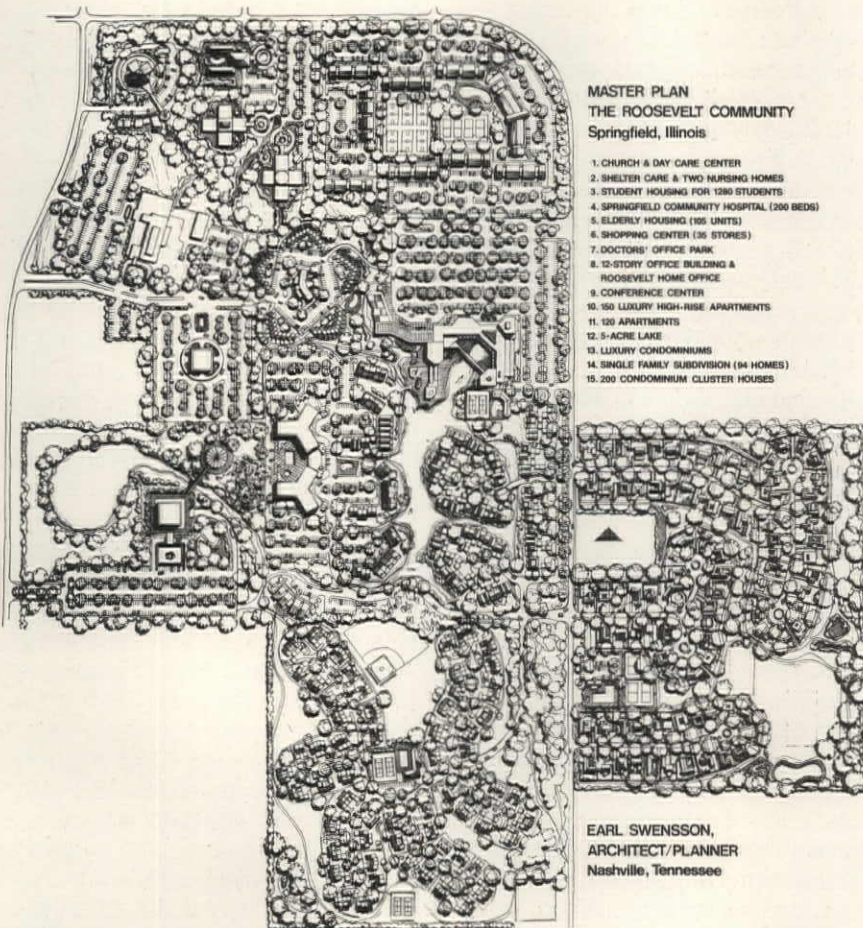 MASTER PLAN
THE ROOSEVELT COMMUNITY
Springfield, Illinois
1. CHURCH & DAY CARE CENTER
2. SHELTER CARE & TWO NURSING HOMES
3. STUDENT HOUSING FOR 1280 STUDENTS
4. SPRINGFIELD COMMUNITY HOSPITAL (200 BEDS)
5. ELDERLY HOUSING (105 UNITS)
6. SHOPPING CENTER (35 STORES)
7. DOCTORS' OFFICE PARK
8. 12-STORY OFFICE BUILDING &
ROOSEVELT HOME OFFICE
9. CONFERENCE CENTER
10. 150 LUXURY HIGH-RISE APARTMENTS
11. 120 APARTMENTS
12. 5-ACRE LAKE
13. LUXURY CONDOMINIUMS
14. SINGLE FAMILY SUBDIVISION (94 HOMES)
15. 200 CONDOMINIUM CLUSTER HOUSES
EARL SWENSSON,
ARCHITECT/PLANNER
Nashville, Tennessee